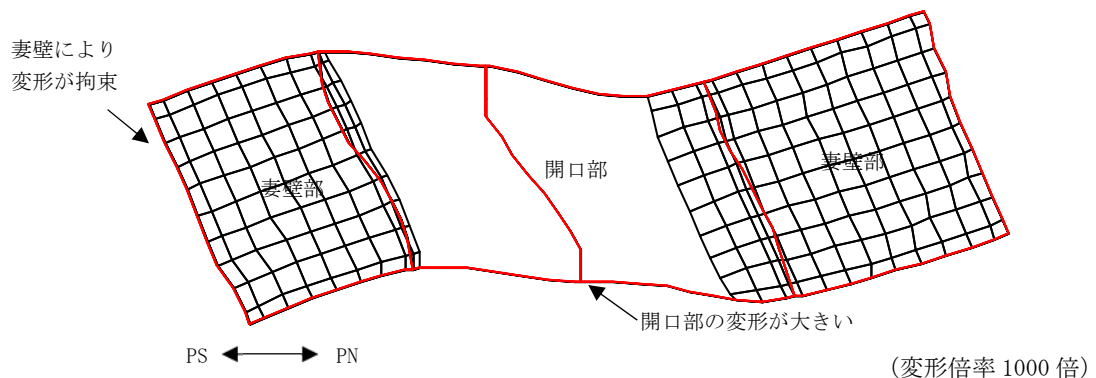 妻壁により
変形が拘束
妻壁部
開口部
妻壁部
開口部の変形が大きい
PS PN
（変形倍率 1000 倍）